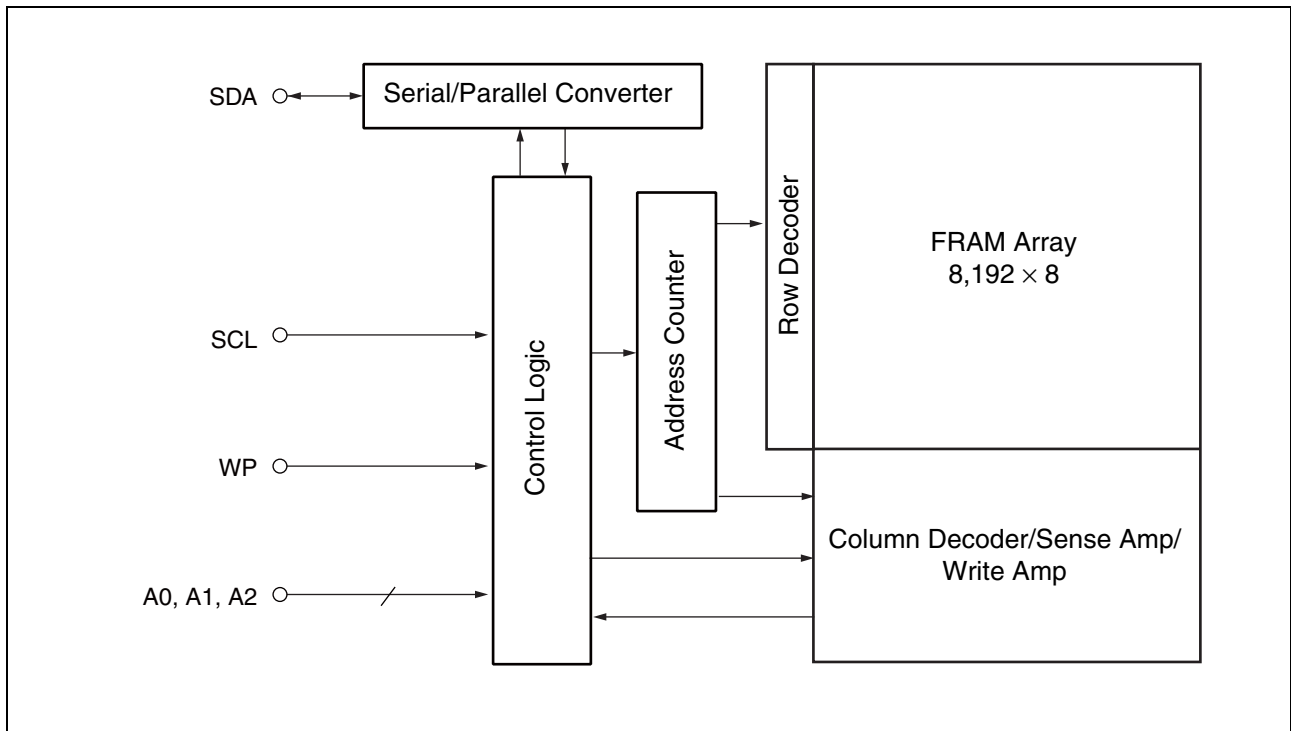 SDA
Serial/Parallel Converter
SCL
WP
A0, A1, A2
Control Logic
Address Counter
Row Decoder
FRAM Array
8,192 × 8
Column Decoder/Sense Amp/
Write Amp